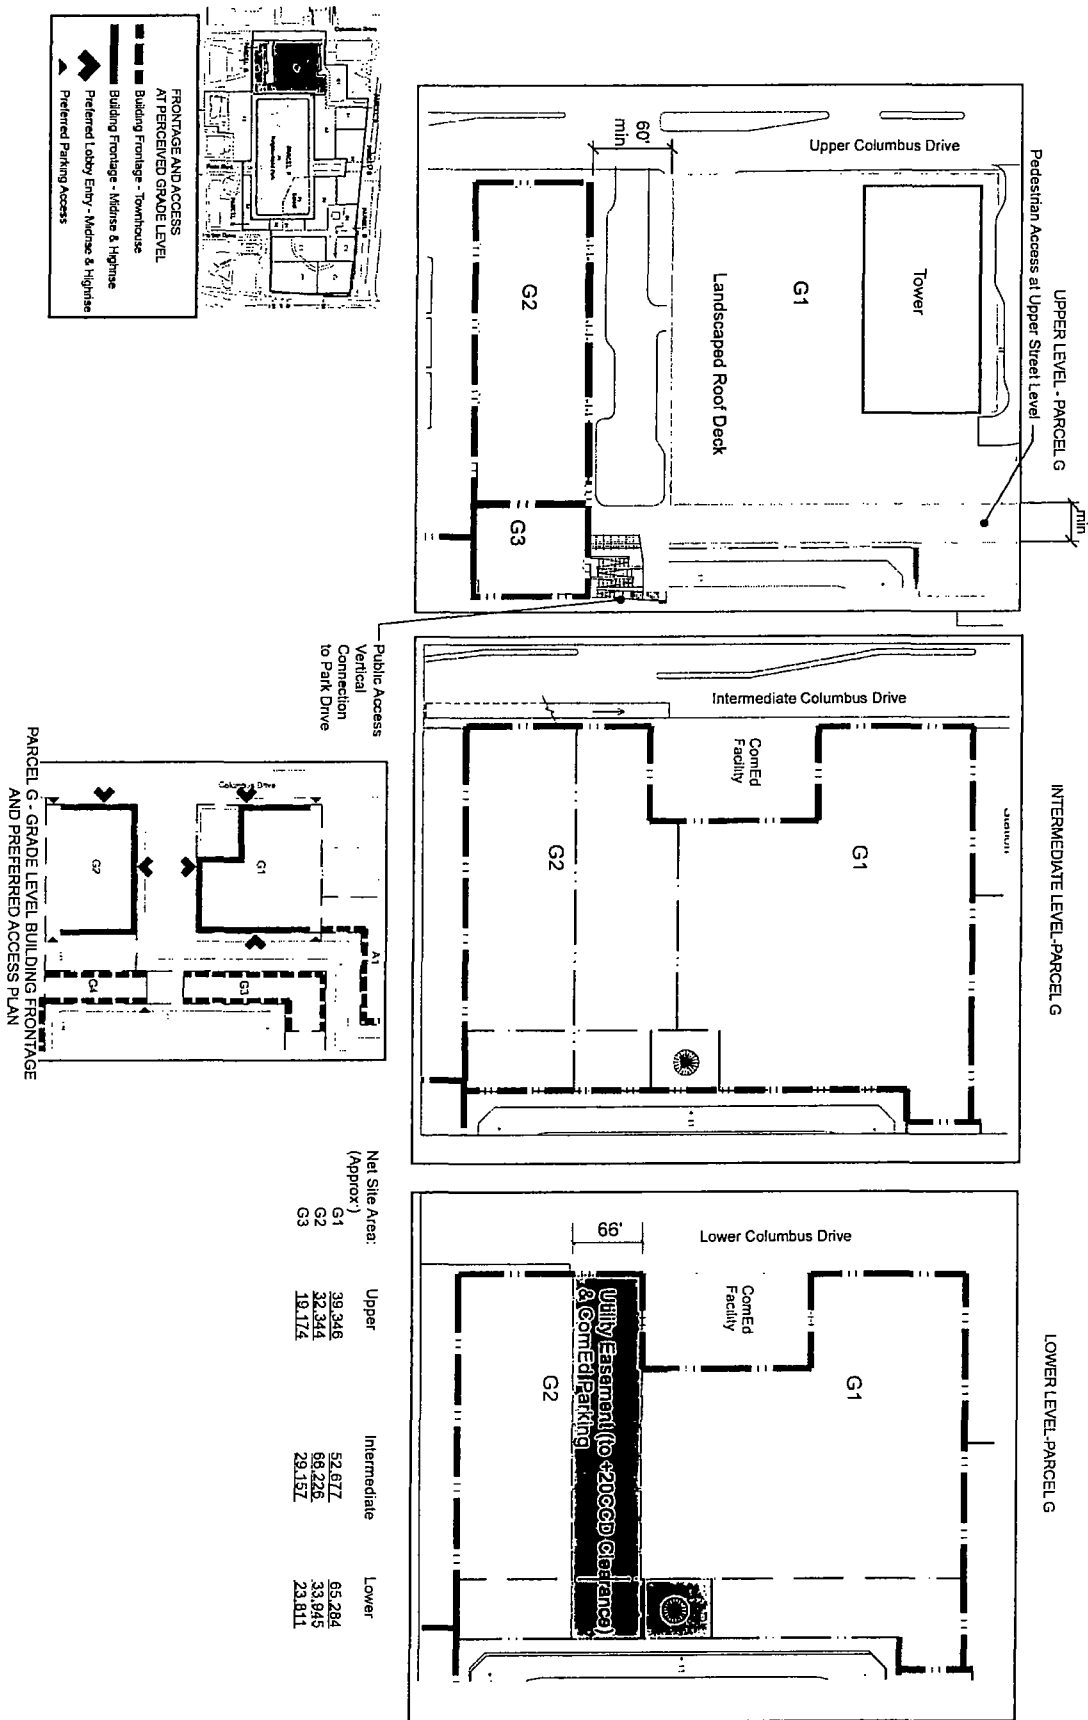 UPPER LEVEL - PARCEL G
Pedestrian Access at Upper Street Level
min
Upper Columbus Drive
60'
min
Tower
G1
Landscaped Roof Deck
G2
G3
Public Access
Vertical
Connection
to Park Drive
INTERMEDIATE LEVEL-PARCEL G
Intermediate Columbus Drive
ComEd
Facility
G1
G2
LOWER LEVEL-PARCEL G
Lower Columbus Drive
66'
ComEd
Facility
G1
G2
Utility Easement (to +20CCD Clearance)
& ComEd Parking
Columbus Drive
PARCEL P
FRONTAGE AND ACCESS
AT PERCEIVED GRADE LEVEL
Building Frontage - Townhouse
Building Frontage - Midrise & Highrise
Preferred Lobby Entry - Midrise & Highrise
Preferred Parking Access
Columbus Drive
A1
G1
G2
G3
G4
PARCEL G - GRADE LEVEL BUILDING FRONTAGE
AND PREFERRED ACCESS PLAN
Net Site Area: Upper Intermediate Lower
(Approx.)
G1 39,346 52,677 65,284
G2 32,344 66,226 33,945
G3 19,174 29,157 23,811